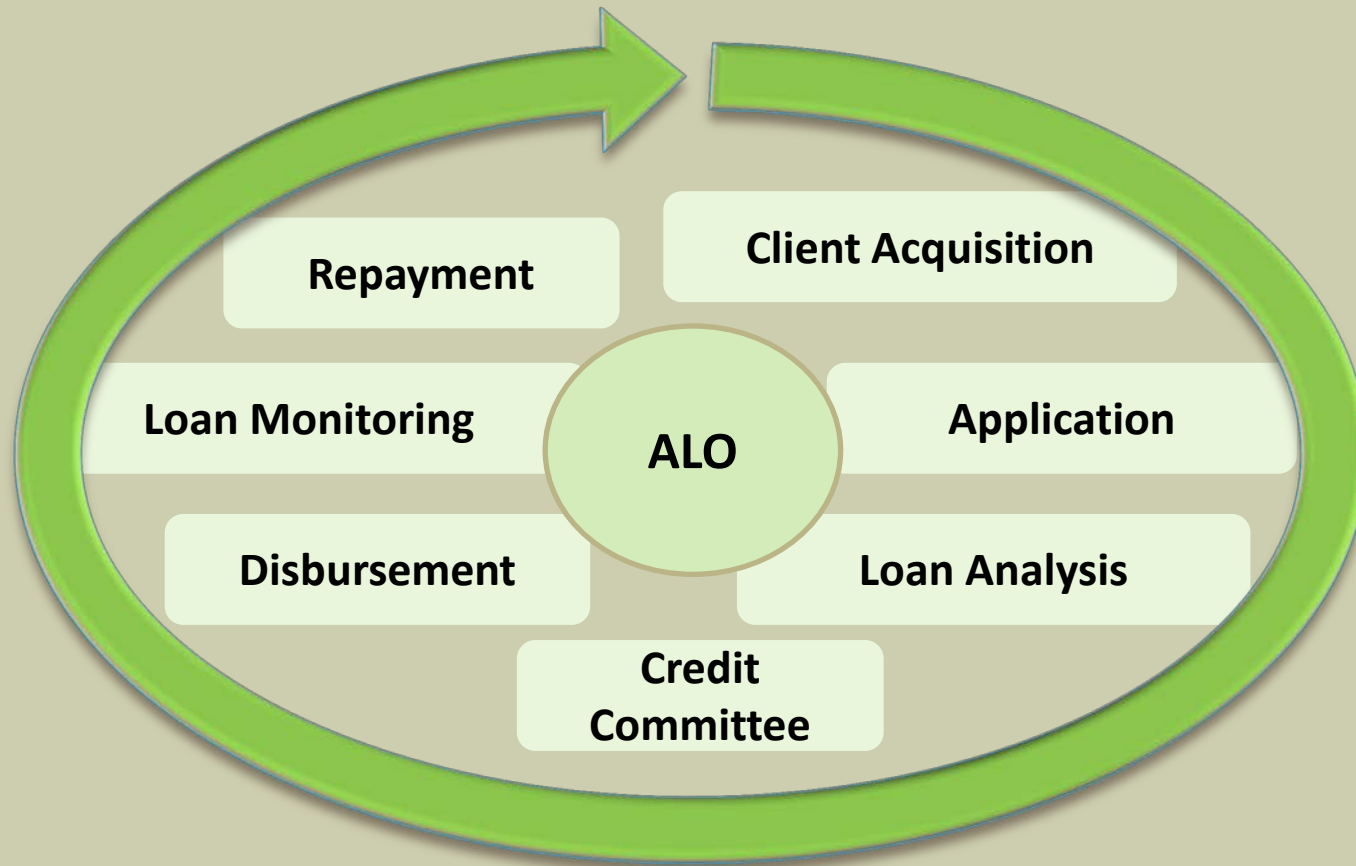 Client Acquisition
Repayment
Loan Monitoring
ALO
Application
Disbursement
Loan Analysis
Credit
Committee